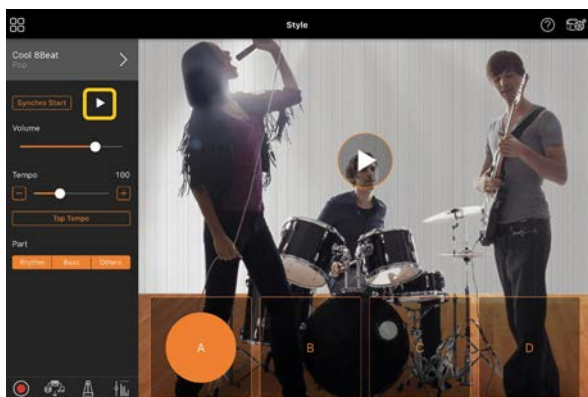 Style
?
Cool 8Beat
Pop
Synchro Start
Volume
Tempo 100
Tap Tempo
Part
Rhythm Bass Others
A B C D